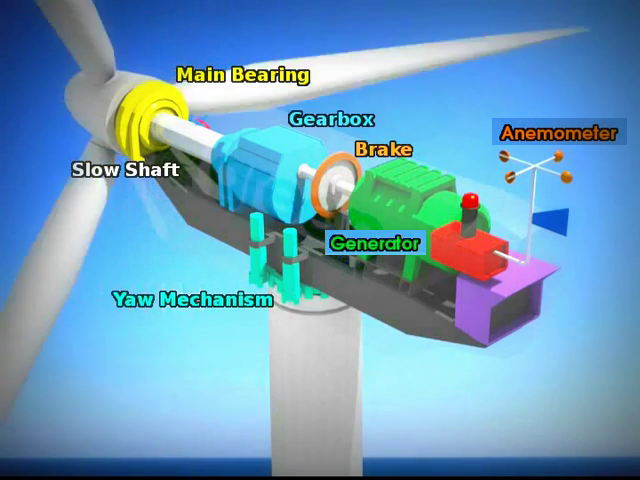 Main Bearing
Gearbox
Anemometer
Brake
Slow Shaft
Generator
Yaw Mechanism